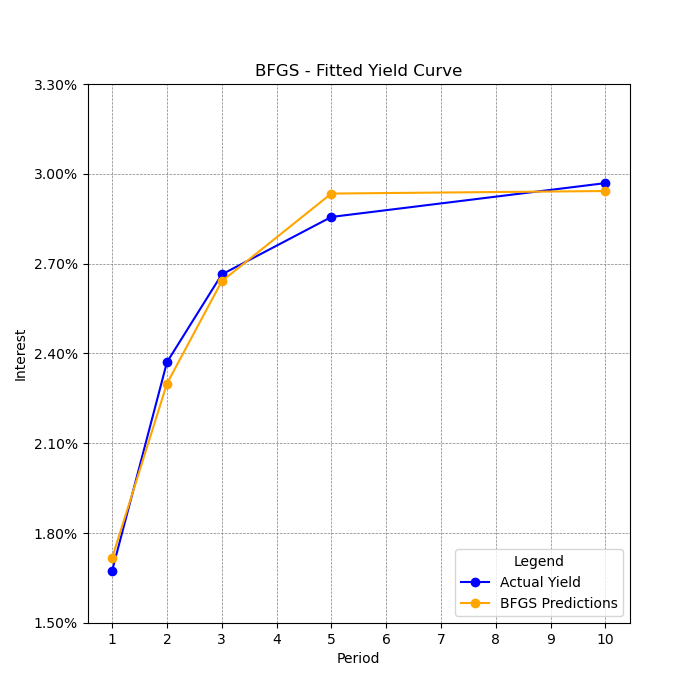 BFGS - Fitted Yield Curve
3.30%
3.00%
2.70%
2.40%
2.10%
1.80%
1.50%
Interest
Legend
Actual Yield
BFGS Predictions
1 2 3 4 5 6 7 8 9 10
Period